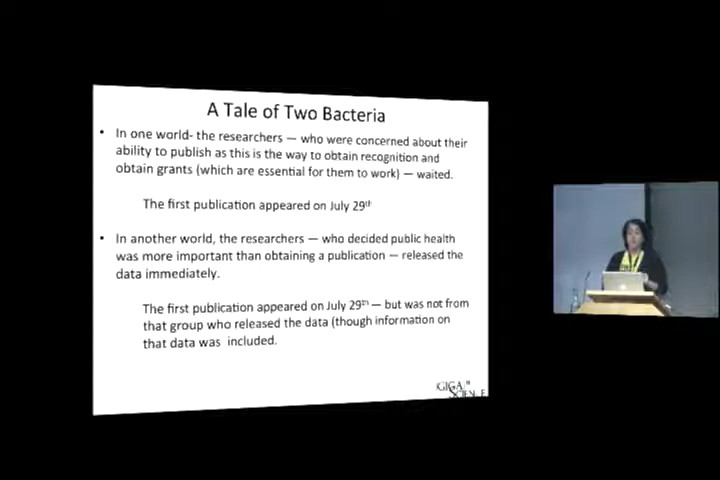 A Tale of Two Bacteria
• In one world- the researchers — who were concerned about their
ability to publish as this is the way to obtain recognition and
obtain grants (which are essential for them to work) — waited.
The first publication appeared on July 29th
• In another world, the researchers — who decided public health
was more important than obtaining a publication — released the
data immediately.
The first publication appeared on July 29th — but was not from
that group who released the data (though information on
that data was included.
GIGA
SCIENCE